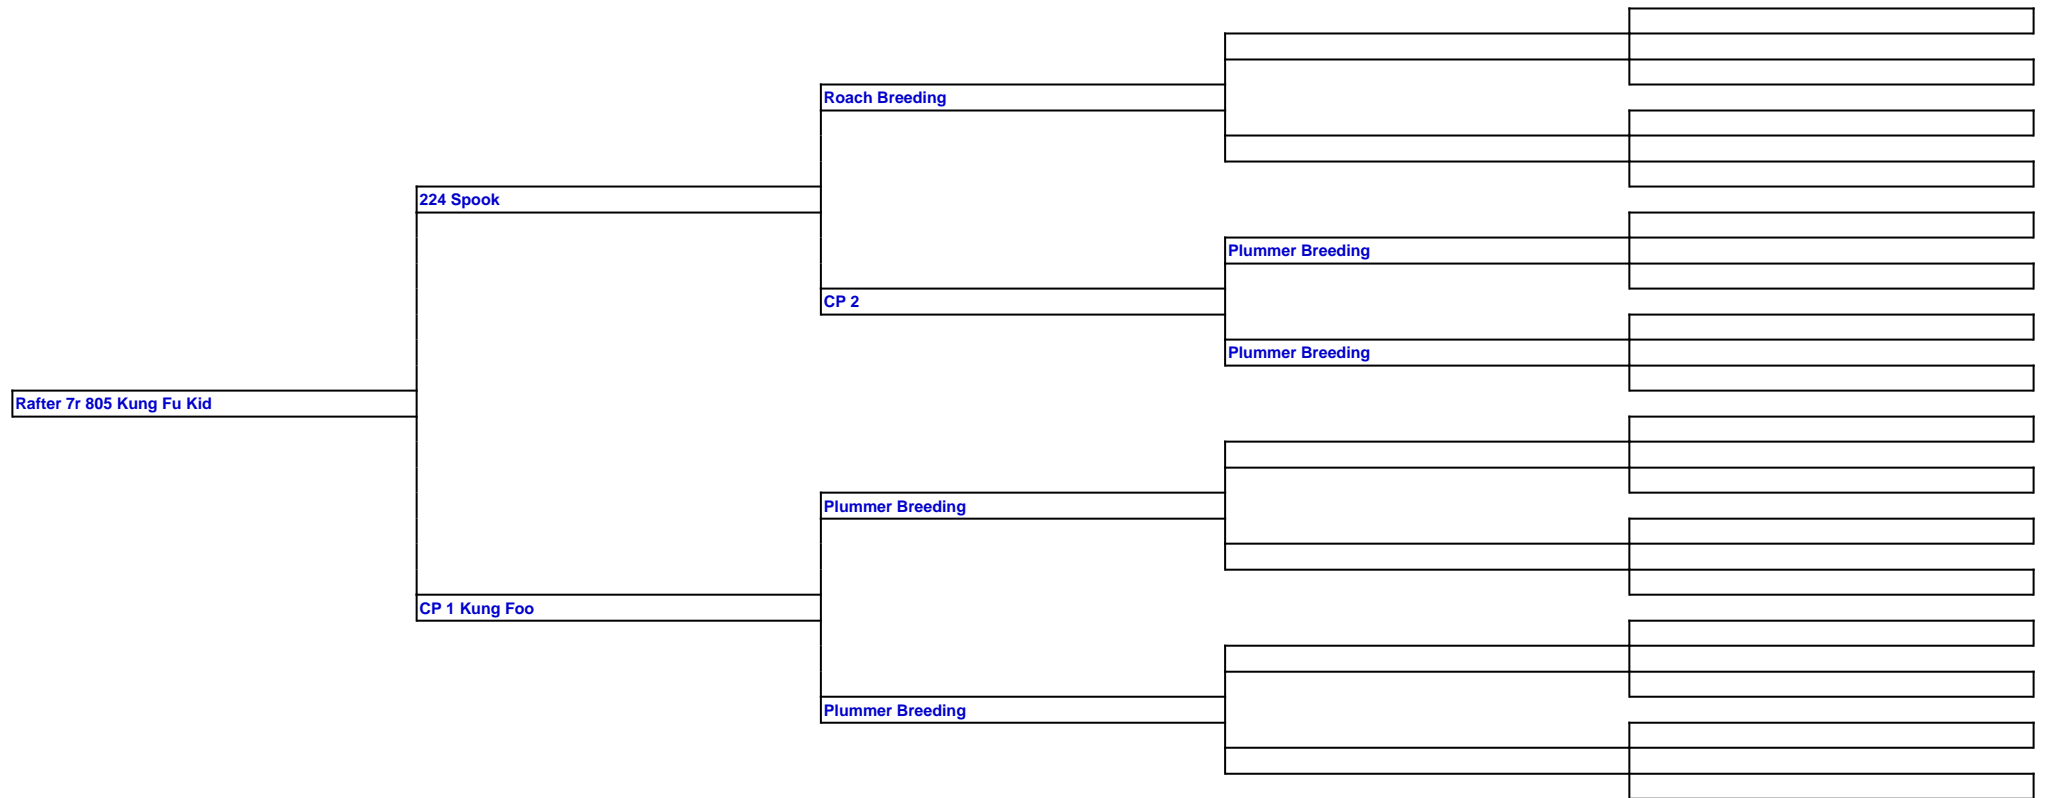 Roach Breeding
224 Spook
Plummer Breeding
CP 2
Plummer Breeding
Rafter 7r 805 Kung Fu Kid
Plummer Breeding
CP 1 Kung Foo
Plummer Breeding